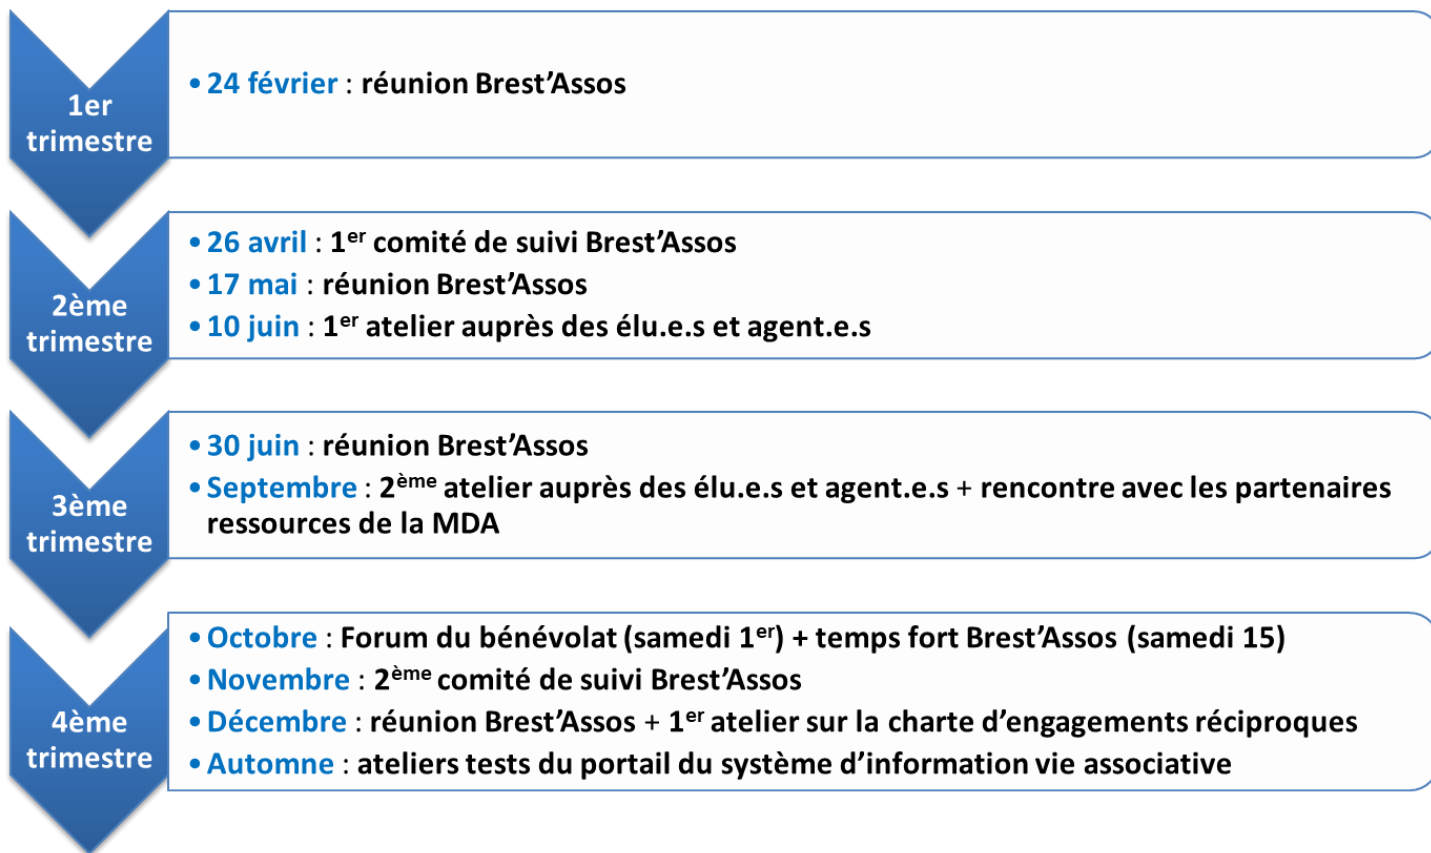 1er
trimestre
• 24 février : réunion Brest’Assos
2ème
trimestre
• 26 avril : 1er comité de suivi Brest’Assos
• 17 mai : réunion Brest’Assos
• 10 juin : 1er atelier auprès des élu.e.s et agent.e.s
3ème
trimestre
• 30 juin : réunion Brest’Assos
• Septembre : 2ème atelier auprès des élu.e.s et agent.e.s + rencontre avec les partenaires
ressources de la MDA
4ème
trimestre
• Octobre : Forum du bénévolat (samedi 1er) + temps fort Brest’Assos (samedi 15)
• Novembre : 2ème comité de suivi Brest’Assos
• Décembre : réunion Brest’Assos + 1er atelier sur la charte d’engagements réciproques
• Automne : ateliers tests du portail du système d’information vie associative